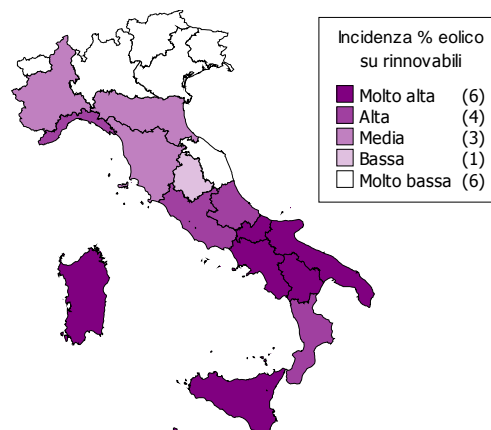 Incidenza % eolico
su rinnovabili
Molto alta (6)
Alta (4)
Media (3)
Bassa (1)
Molto bassa (6)